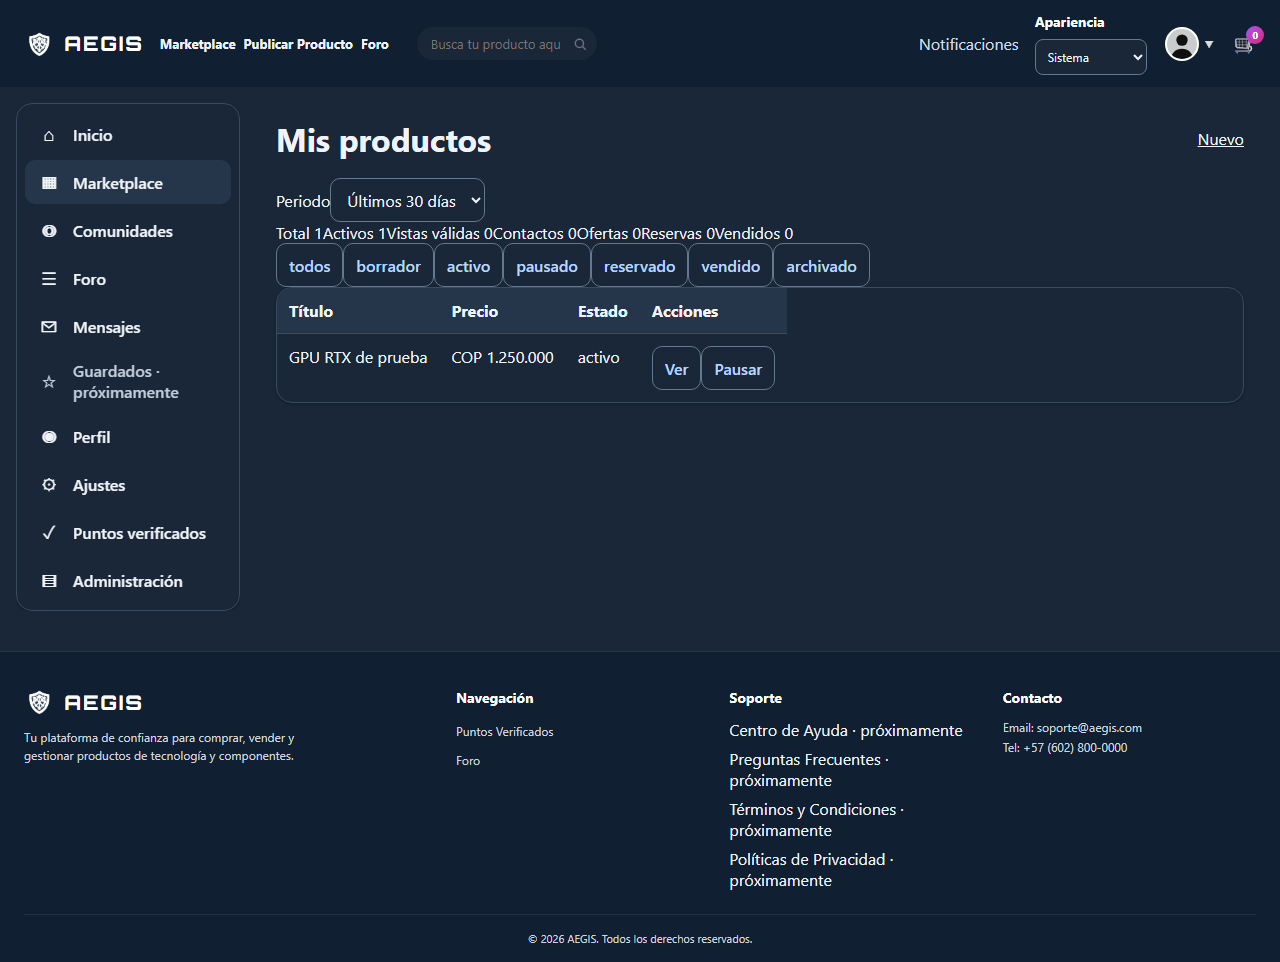 AEGIS
Marketplace Publicar Producto Foro
Busca tu producto aqu
Notificaciones
Apariencia
Sistema
0
Inicio
Marketplace
Comunidades
Foro
Mensajes
Guardados ·
próximamente
Perfil
Ajustes
Puntos verificados
Administración
Mis productos
Nuevo
Periodo Últimos 30 días
Total 1Activos 1Vistas válidas 0Contactos 0Ofertas 0Reservas 0Vendidos 0
todos borrador activo pausado reservado vendido archivado
Título Precio Estado Acciones
GPU RTX de prueba COP 1.250.000 activo Ver Pausar
AEGIS
Tu plataforma de confianza para comprar, vender y
gestionar productos de tecnología y componentes.
Navegación
Puntos Verificados
Foro
Soporte
Centro de Ayuda · próximamente
Preguntas Frecuentes ·
próximamente
Términos y Condiciones ·
próximamente
Políticas de Privacidad ·
próximamente
Contacto
Email: soporte@aegis.com
Tel: +57 (602) 800-0000
© 2026 AEGIS. Todos los derechos reservados.